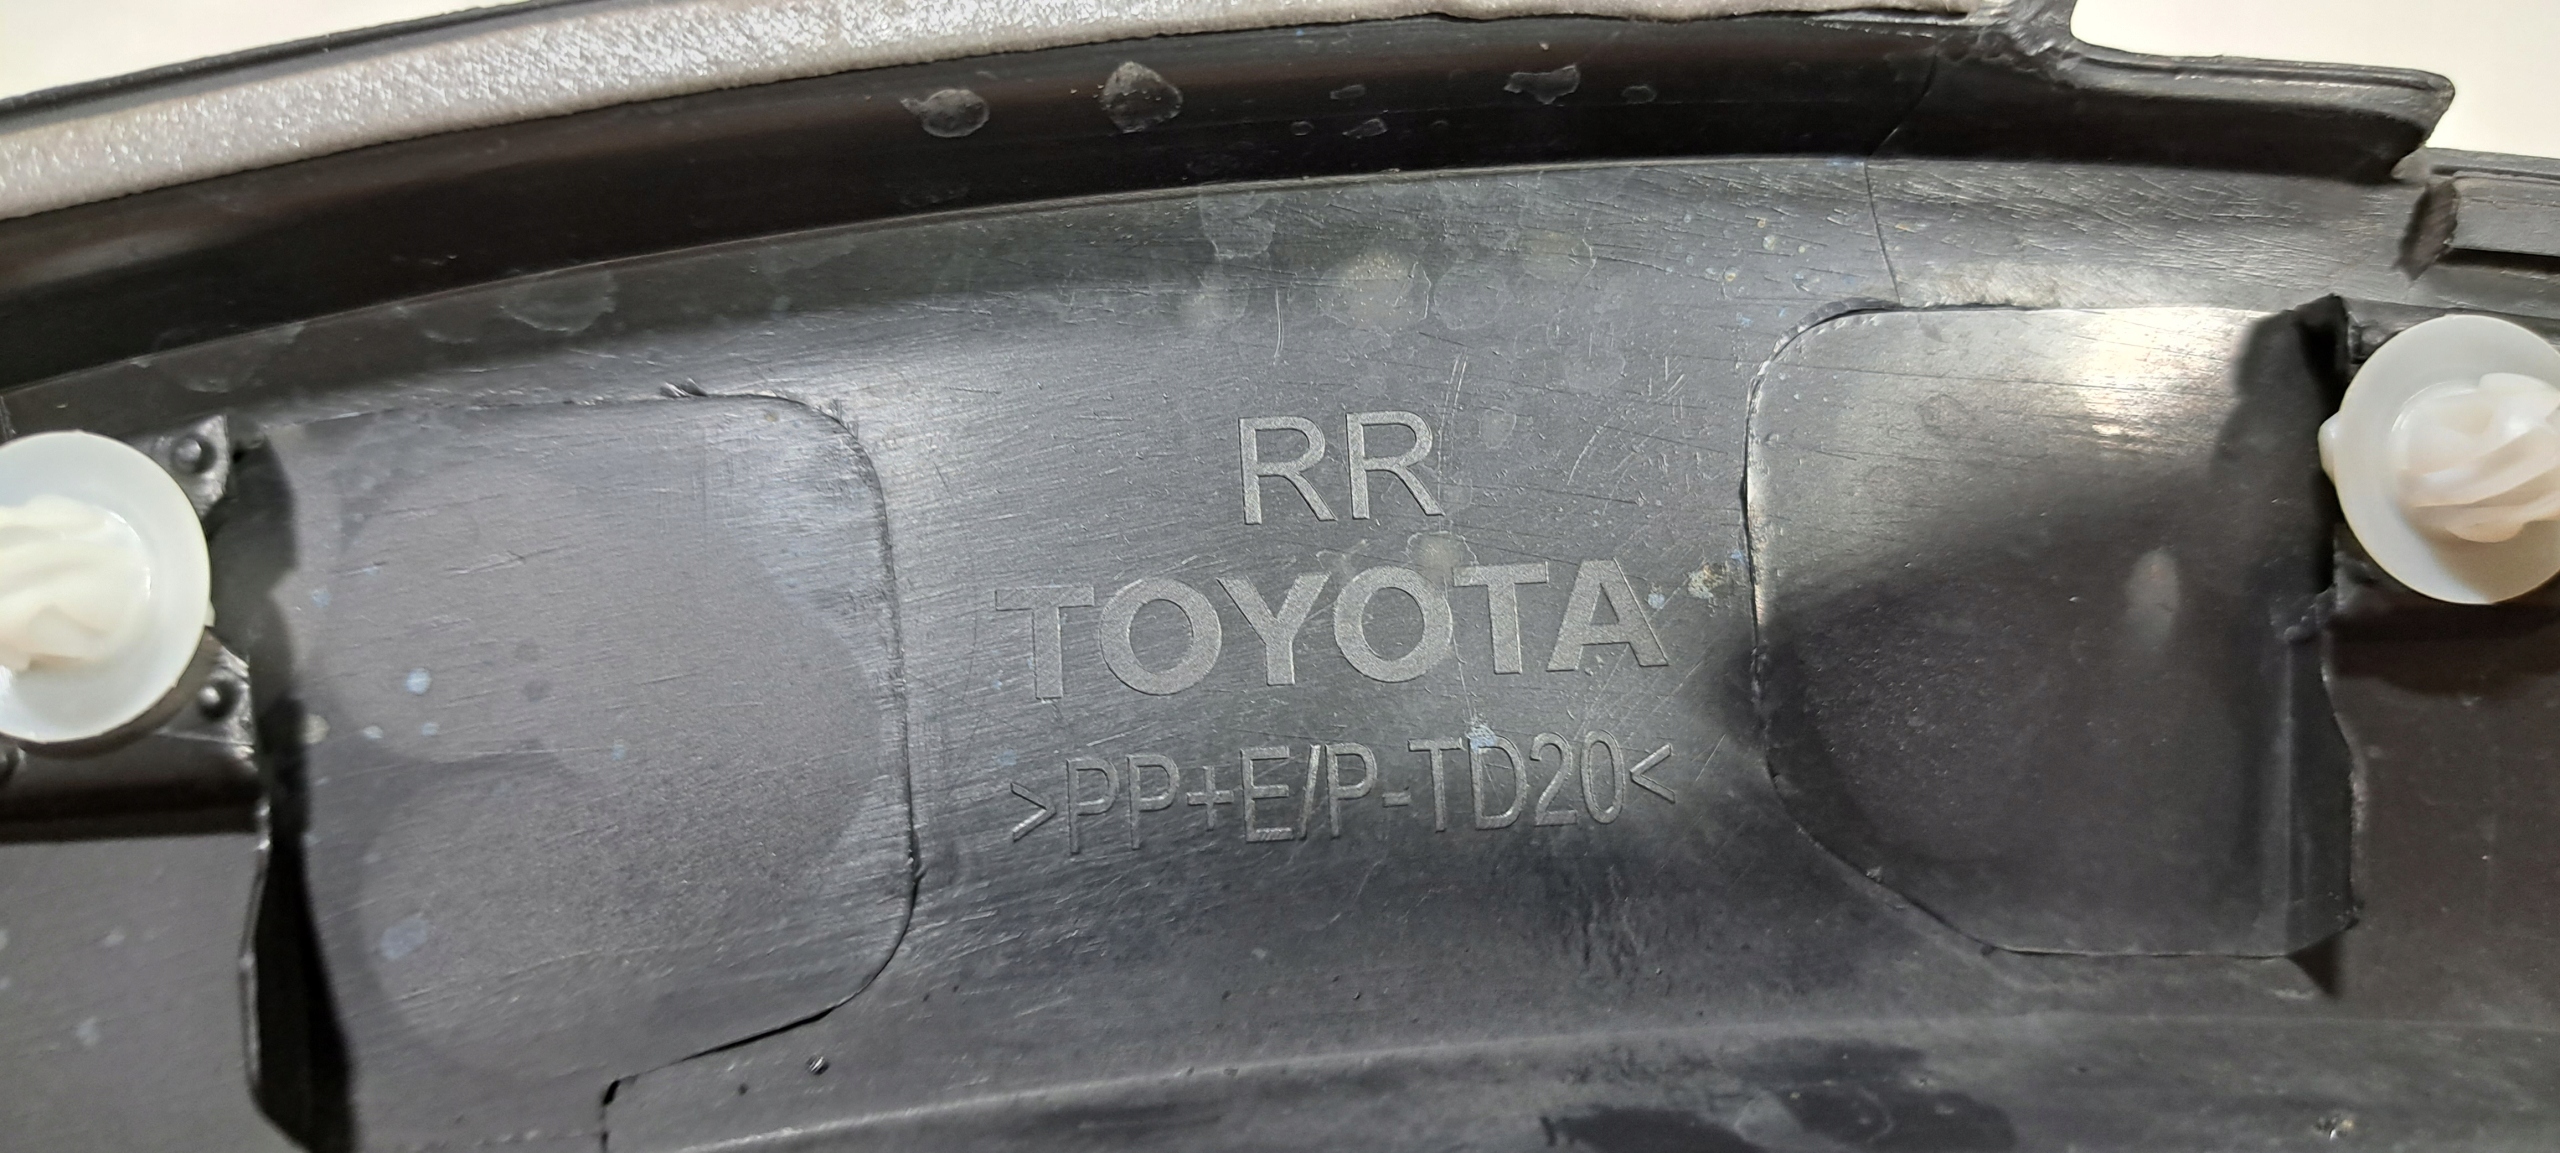 RR
TOYOTA
>PP+E/P-TD20<